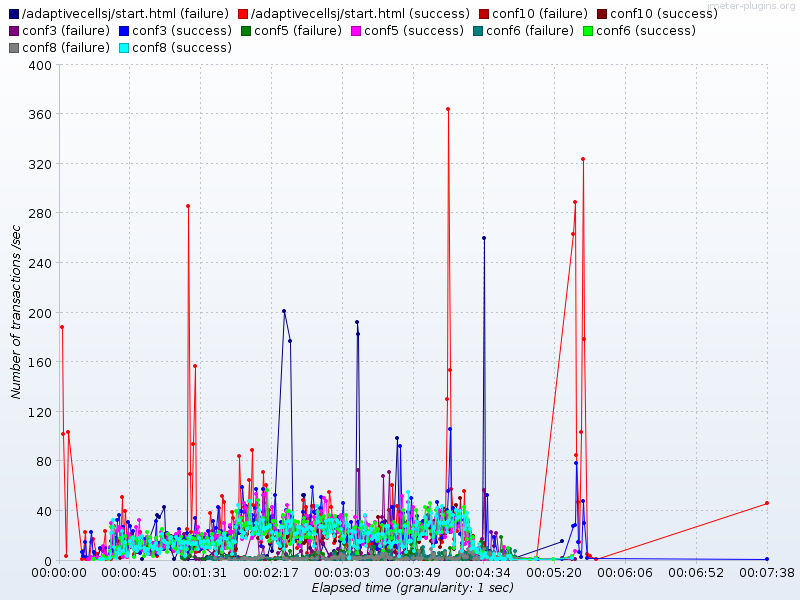 jmeter-plugins.org
/adaptivecellsj/start.html (failure) /adaptivecellsj/start.html (success) conf10 (failure) conf10 (success)
conf3 (failure) conf3 (success) conf5 (failure) conf5 (success) conf6 (failure) conf6 (success)
conf8 (failure) conf8 (success)
400
360
320
280
240
200
160
120
80
40
0
Number of transactions /sec
00:00:00 00:00:45 00:01:31 00:02:17 00:03:03 00:03:49 00:04:34 00:05:20 00:06:06 00:06:52 00:07:38
Elapsed time (granularity: 1 sec)